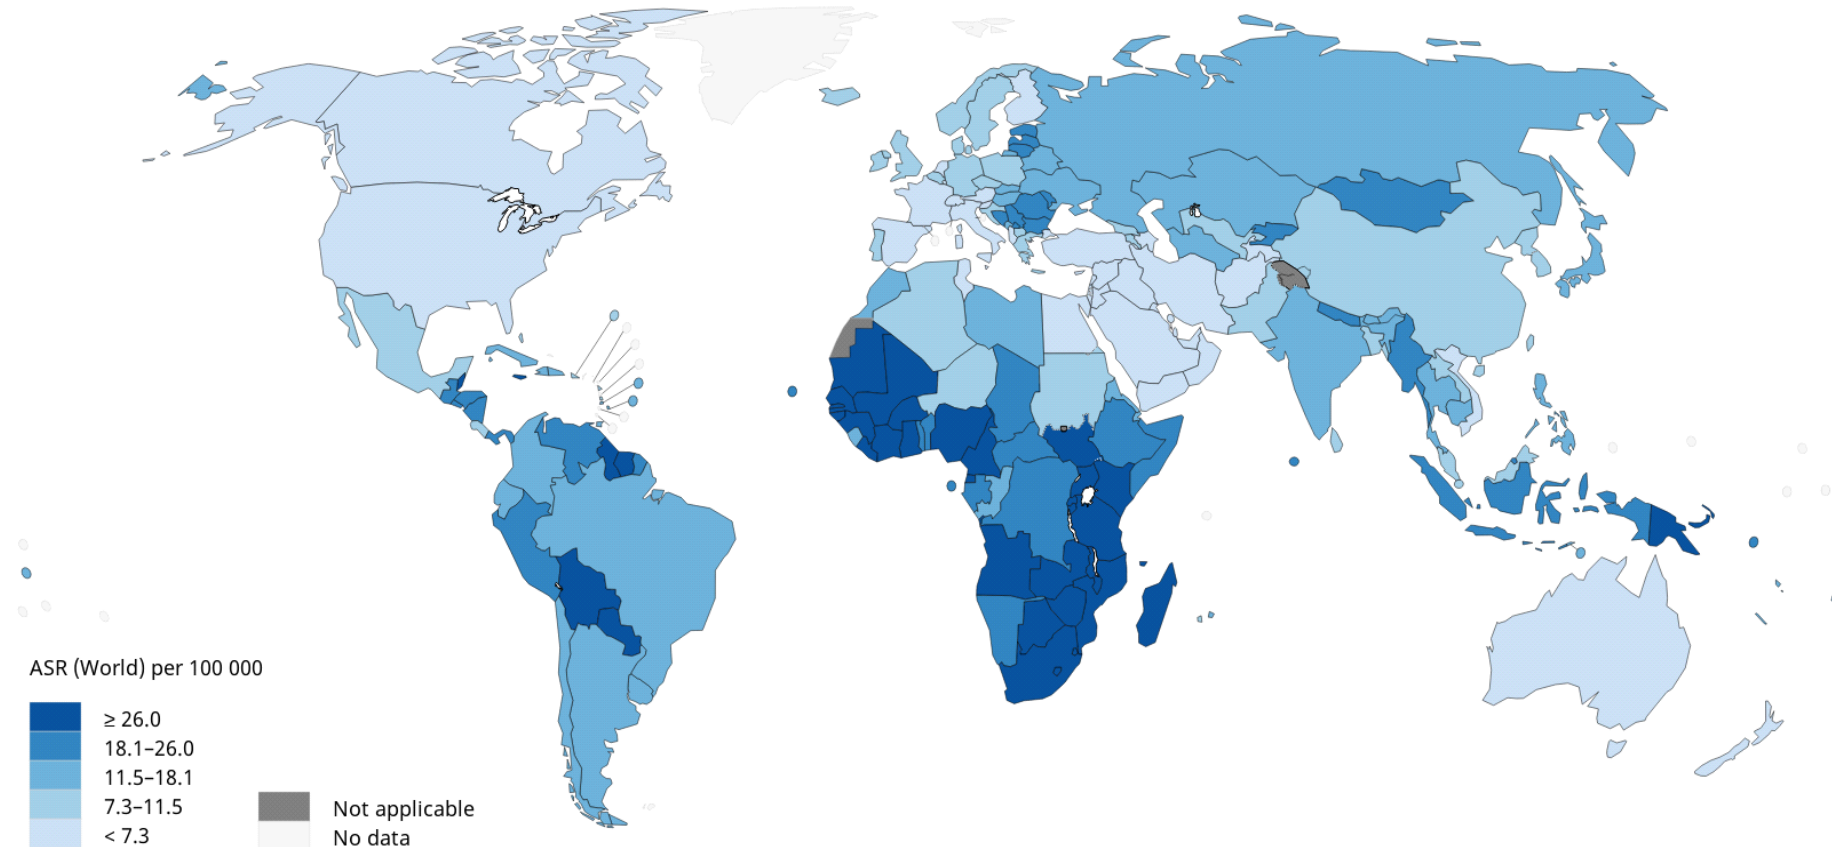 ASR (World) per 100 000
≥ 26.0
18.1–26.0
11.5–18.1
7.3–11.5
< 7.3
Not applicable
No data